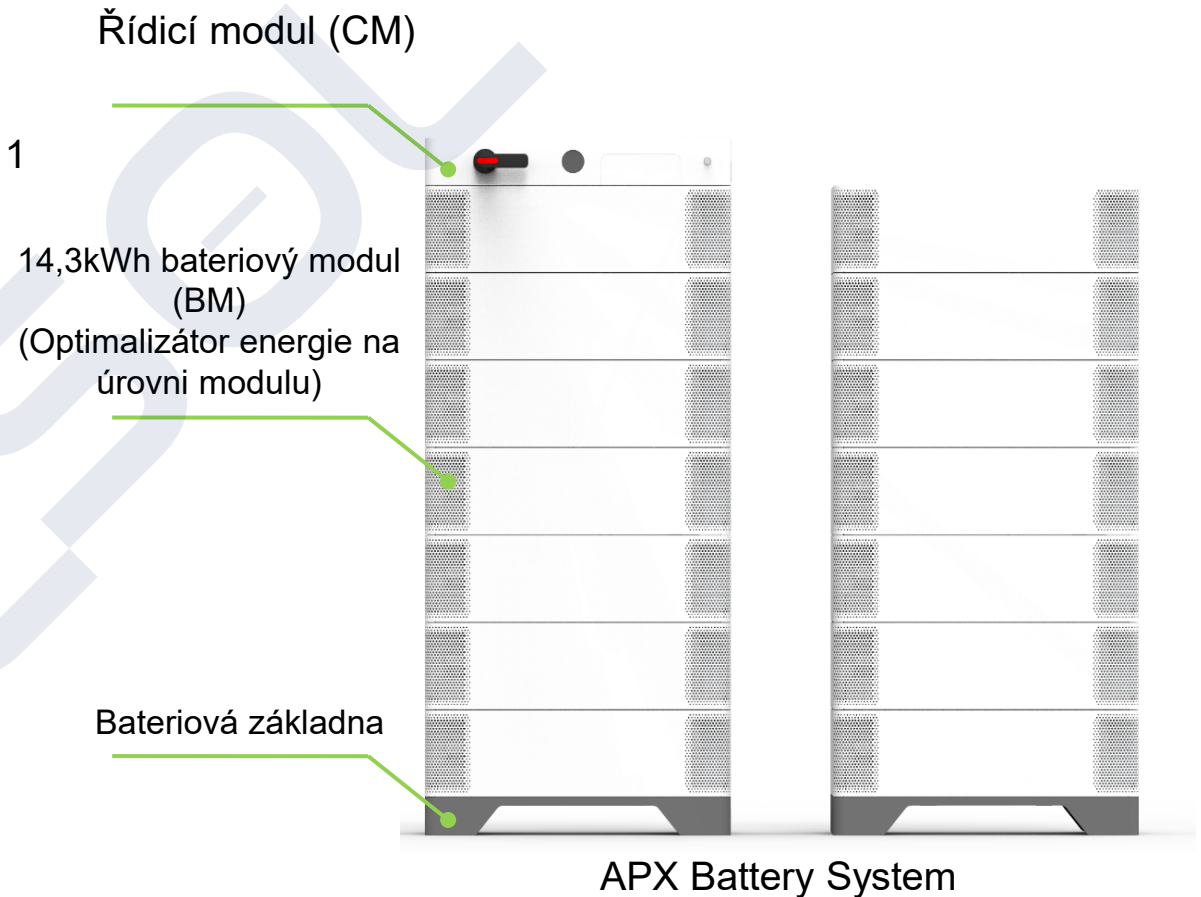 Řídicí modul (CM)
1
14,3kWh bateriový modul
(BM)
(Optimalizátor energie na
úrovni modulu)
Bateriová základna
APX Battery System